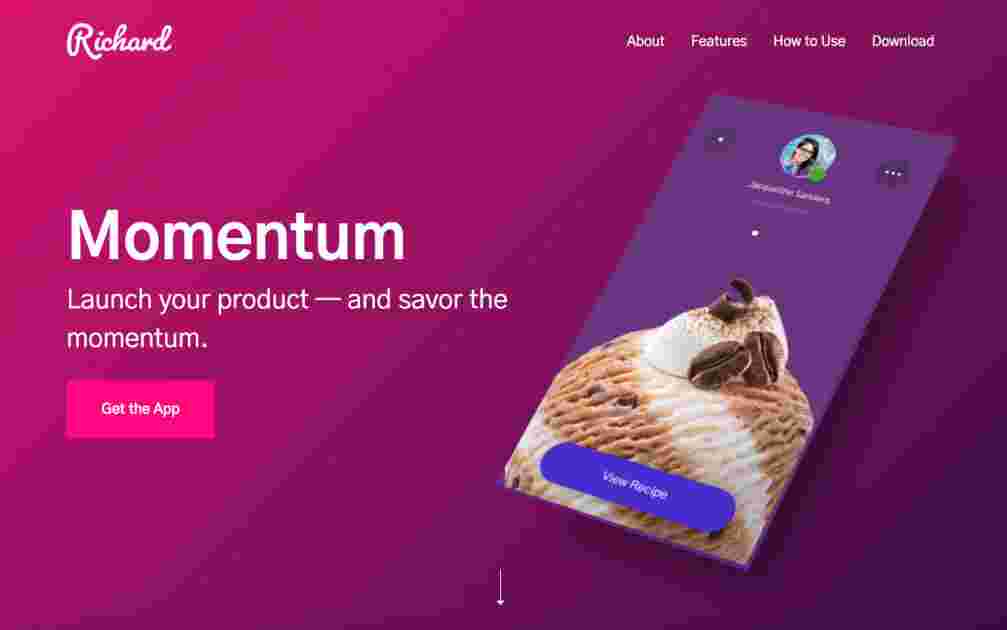 Richard
About
Features
How to Use
Download
Momentum
Launch your product — and savor the
momentum.
Get the App
Jacqueline Sanders
View Recipe